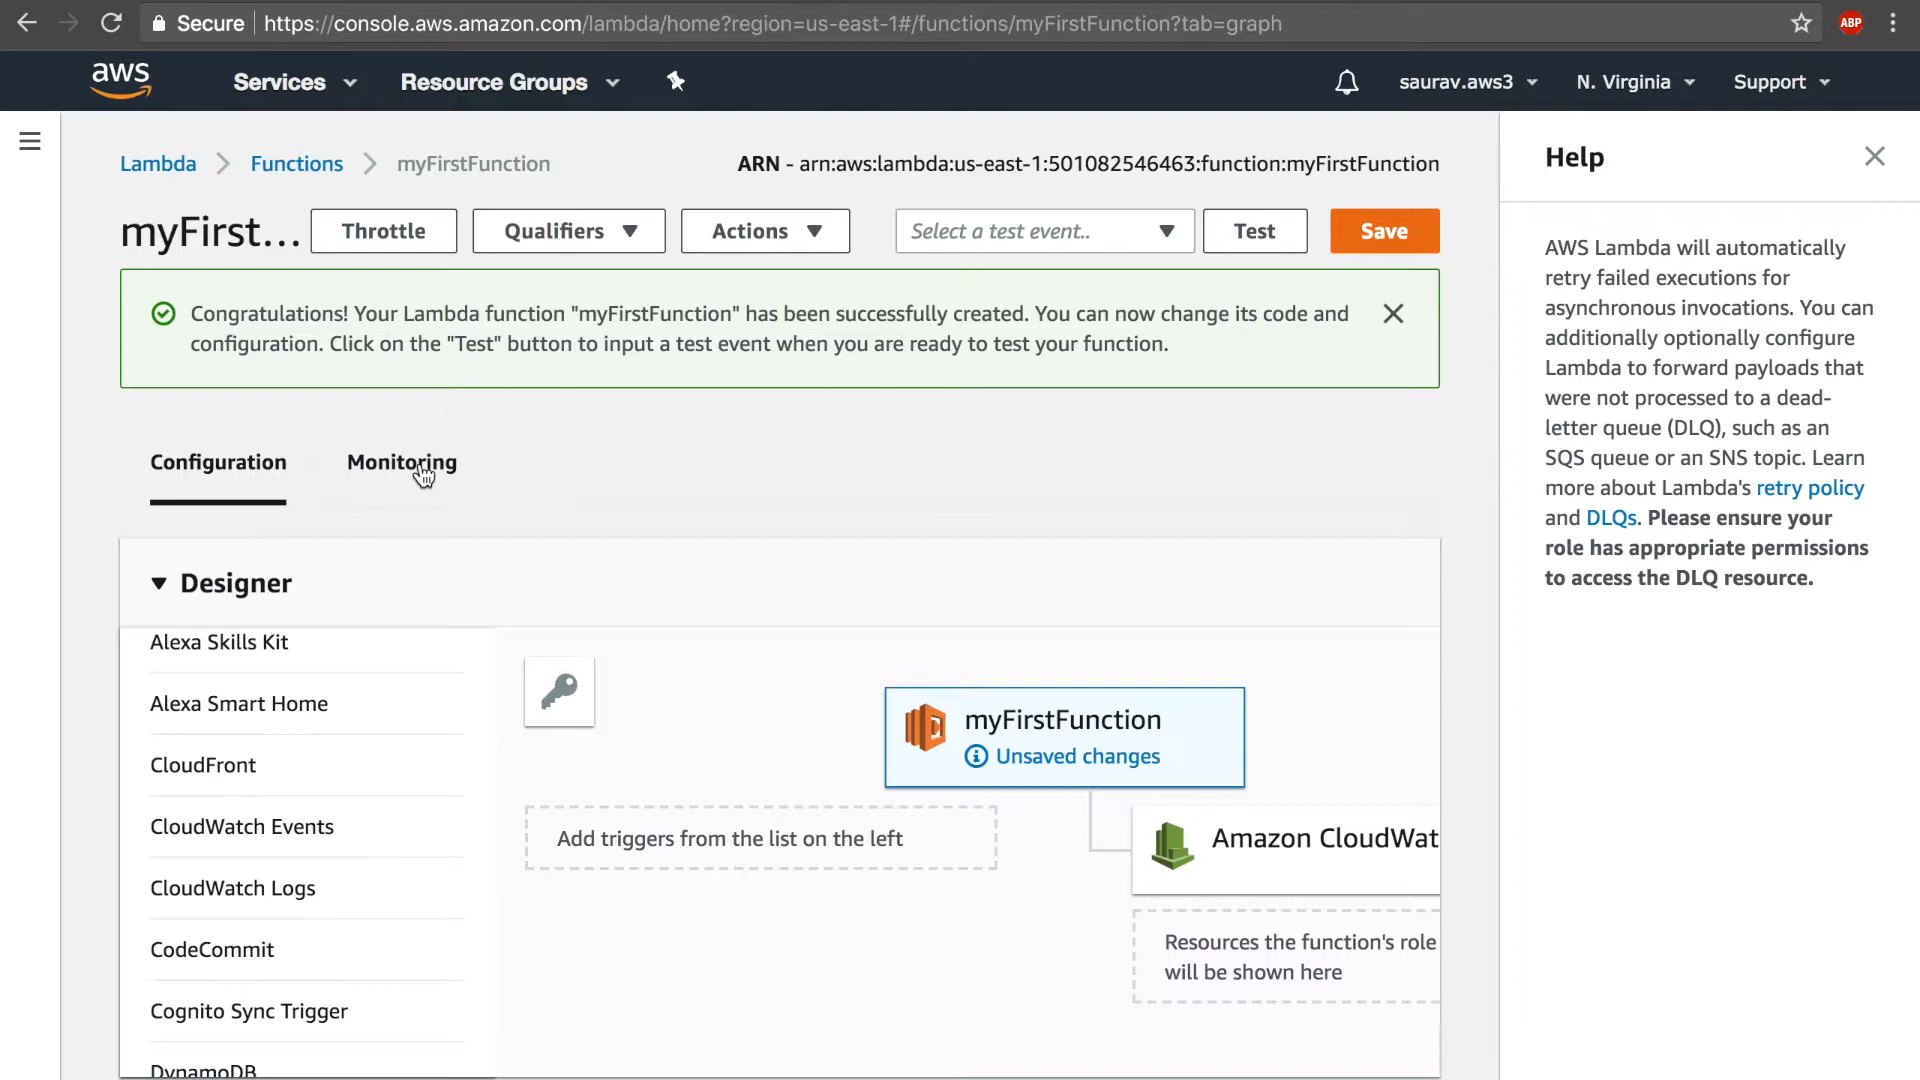 Secure https://console.aws.amazon.com/lambda/home?region=us-east-1#/functions/myFirstFunction?tab=graph
ABP
aws Services Resource Groups saurav.aws3 N. Virginia Support
Lambda Functions myFirstFunction ARN - arn:aws:lambda:us-east-1:501082546463:function:myFirstFunction
myFirst... Throttle Qualifiers Actions Select a test event.. Test Save
Congratulations! Your Lambda function "myFirstFunction" has been successfully created. You can now change its code and
configuration. Click on the "Test" button to input a test event when you are ready to test your function.
Configuration Monitoring
Designer
Alexa Skills Kit
Alexa Smart Home
CloudFront
CloudWatch Events
CloudWatch Logs
CodeCommit
Cognito Sync Trigger
DynamoDB
myFirstFunction
Unsaved changes
Add triggers from the list on the left
Amazon CloudWat
Resources the function's role
will be shown here
Help
AWS Lambda will automatically
retry failed executions for
asynchronous invocations. You can
additionally optionally configure
Lambda to forward payloads that
were not processed to a dead-
letter queue (DLQ), such as an
SQS queue or an SNS topic. Learn
more about Lambda's retry policy
and DLQs. Please ensure your
role has appropriate permissions
to access the DLQ resource.